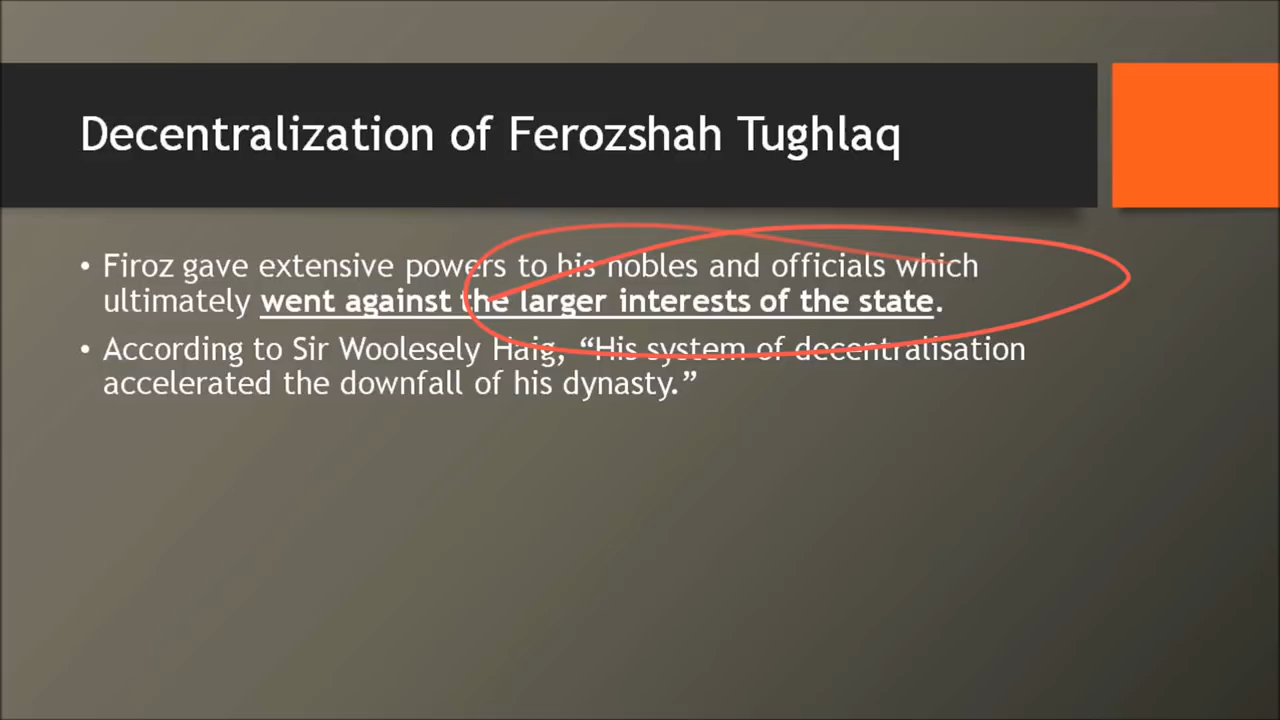 Decentralization of Ferozshah Tughlaq
• Firoz gave extensive powers to his nobles and officials which
ultimately went against the larger interests of the state.
• According to Sir Woolesely Haig, “His system of decentralisation
accelerated the downfall of his dynasty.”